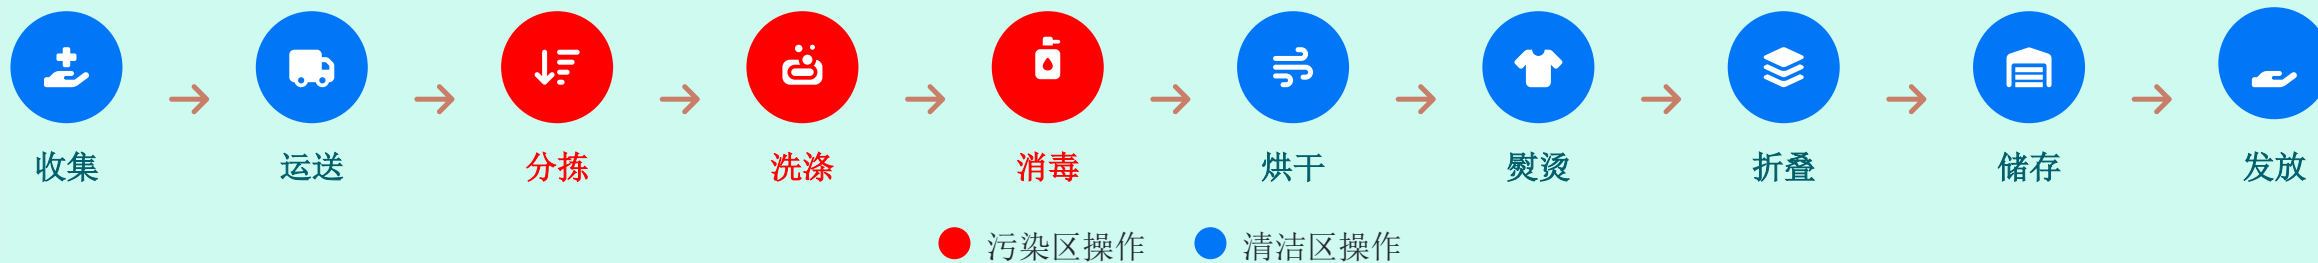 收集 运送 分拣 洗涤 消毒 烘干 熨烫 折叠 储存 发放
污染区操作 清洁区操作